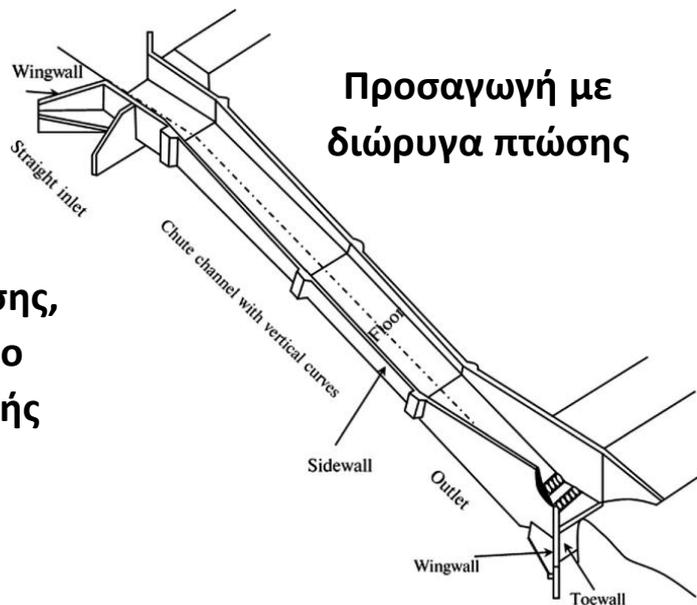 Προσαγωγή με
διώρυγα πτώσης
Wingwall
Straight inlet
Chute channel with vertical curves
Floor
Sidewall
Outlet
Wingwall
Toewall
ο